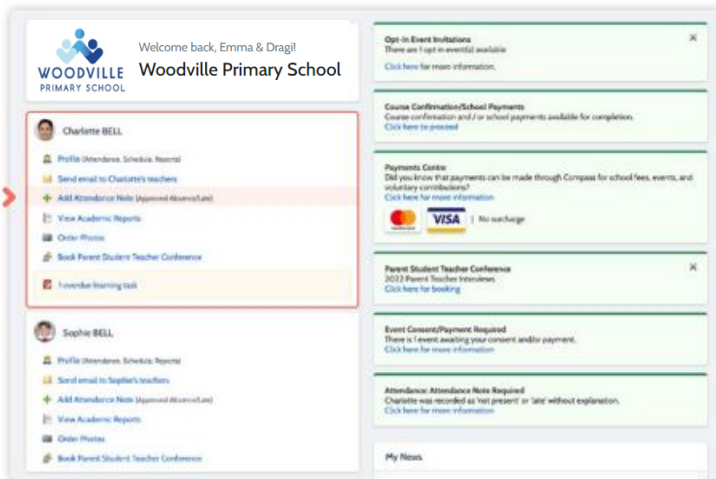 WOODVILLE
PRIMARY SCHOOL
Welcome back, Emma & Dragi!
Woodville Primary School
Charlotte BELL
Profile (Attendance, Schedule, Reports)
Send email to Charlotte's teachers
Add Attendance Note (Approved Absence/Late)
View Academic Reports
Order Photos
Book Parent Student Teacher Conference
1 overdue learning task
Sophie BELL
Profile (Attendance, Schedule, Reports)
Send email to Sophie's teachers
Add Attendance Note (Approved Absence/Late)
View Academic Reports
Order Photos
Book Parent Student Teacher Conference
Opt-In Event Invitations
There are 1 opt in event(s) available
Click here for more information.
Course Confirmation/School Payments
Course confirmation and / or school payments available for completion.
Click here to proceed
Payments Centre
Did you know that payments can be made through Compass for school fees, events, and
voluntary contributions?
Click here for more information
VISA | No surcharge
Parent Student Teacher Conference
2022 Parent Teacher Interviews
Click here for booking
Event Consent/Payment Required
There is 1 event awaiting your consent and/or payment.
Click here for more information
Attendance: Attendance Note Required
Charlotte was recorded as 'not present' or 'late' without explanation.
Click here for more information
My News